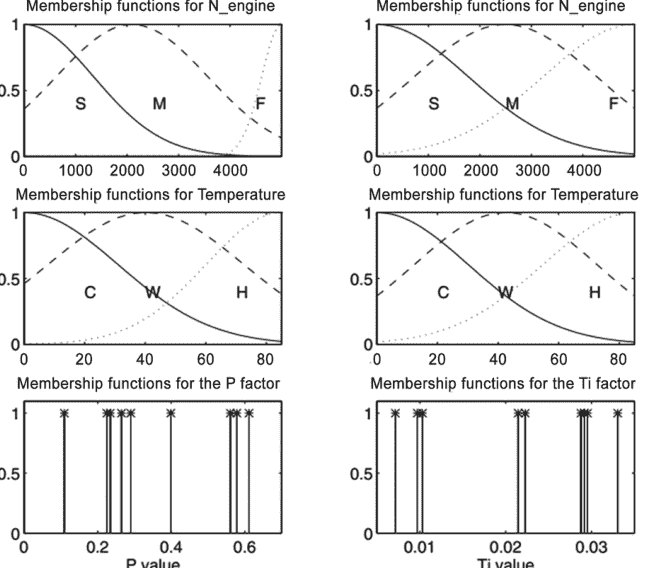 Membership functions for N_engine
Membership functions for N_engine
1
0.5
0
S M F
0 1000 2000 3000 4000
1
0.5
0
S M F
0 1000 2000 3000 4000
Membership functions for Temperature
Membership functions for Temperature
1
0.5
0
C W H
0 20 40 60 80
1
0.5
0
C W H
0 20 40 60 80
Membership functions for the P factor
Membership functions for the Ti factor
1
0.5
0
0 0.2 0.4 0.6
P value
1
0.5
0
0.01 0.02 0.03
Ti value